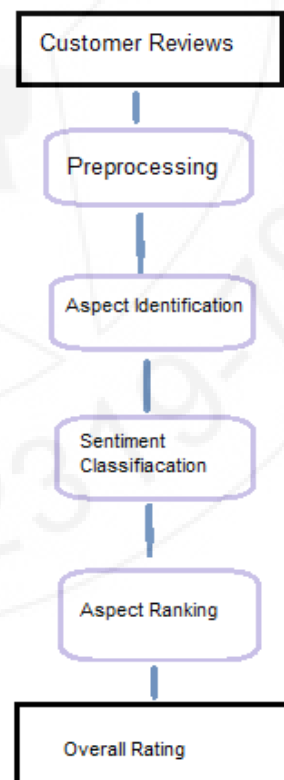 Customer Reviews
Preprocessing
Aspect Identification
Sentiment
Classifiacation
Aspect Ranking
Overall Rating